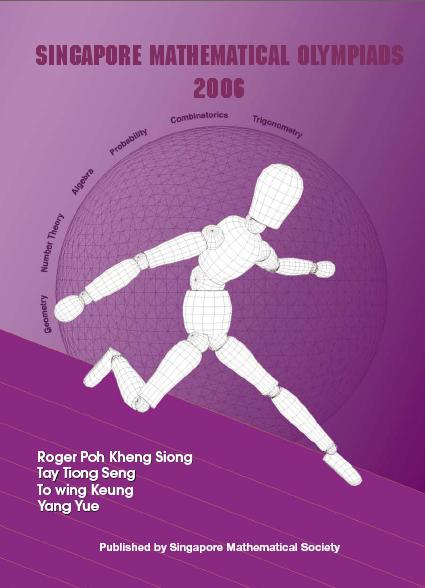 SINGAPORE MATHEMATICAL OLYMPIADS
2006
Geometry
Number Theory
Algebra
Probability
Combinatorics
Trigonometry
Roger Poh Kheng Siong
Tay Tiong Seng
To wing Keung
Yang Yue
Published by Singapore Mathematical Society